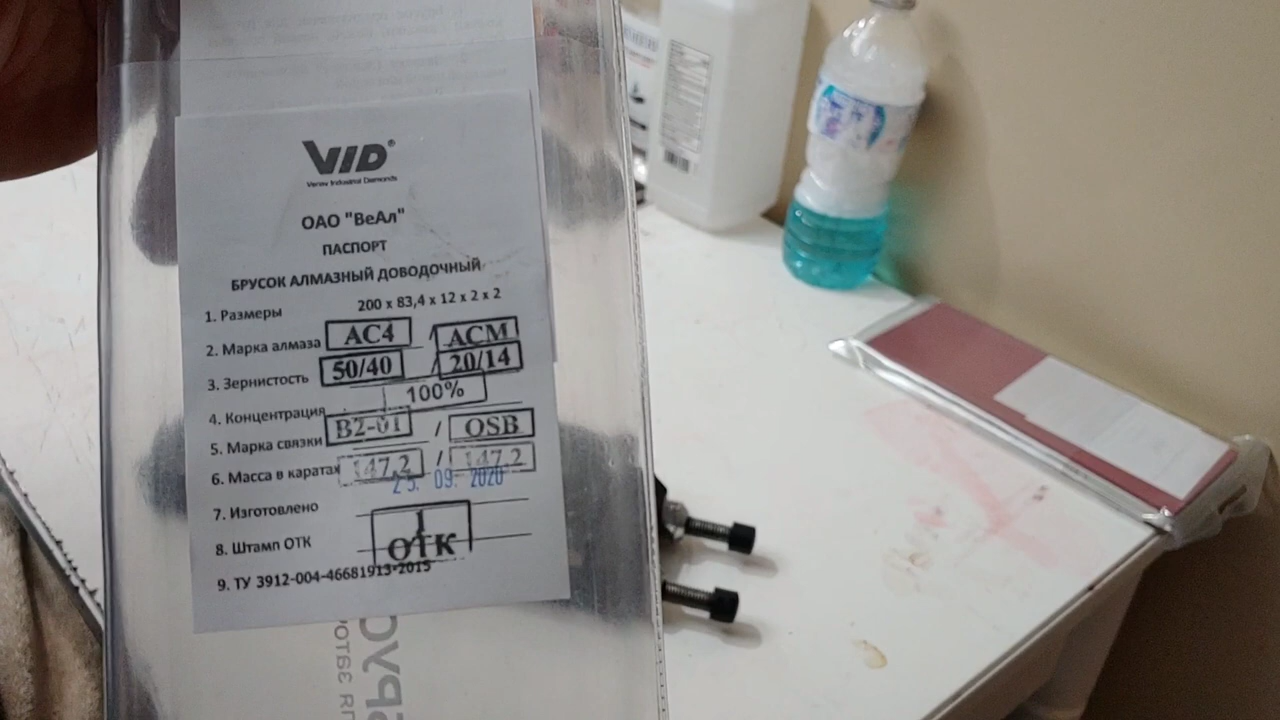 VID®
Venev Industrial Diamonds
ОАО "ВеАл"
ПАСПОРТ
БРУСОК АЛМАЗНЫЙ ДОВОДОЧНЫЙ
1. Размеры 200 x 83,4 x 12 x 2 x 2
2. Марка алмаза АС4 / АСМ
3. Зернистость 50/40 / 20/14
4. Концентрация 100%
5. Марка связки В2-01 / OSB
6. Масса в каратах 147,2 / 147,2
7. Изготовлено 25. 09. 2020
8. Штамп ОТК 1 ОТК
9. ТУ 3912-004-46681913-2015